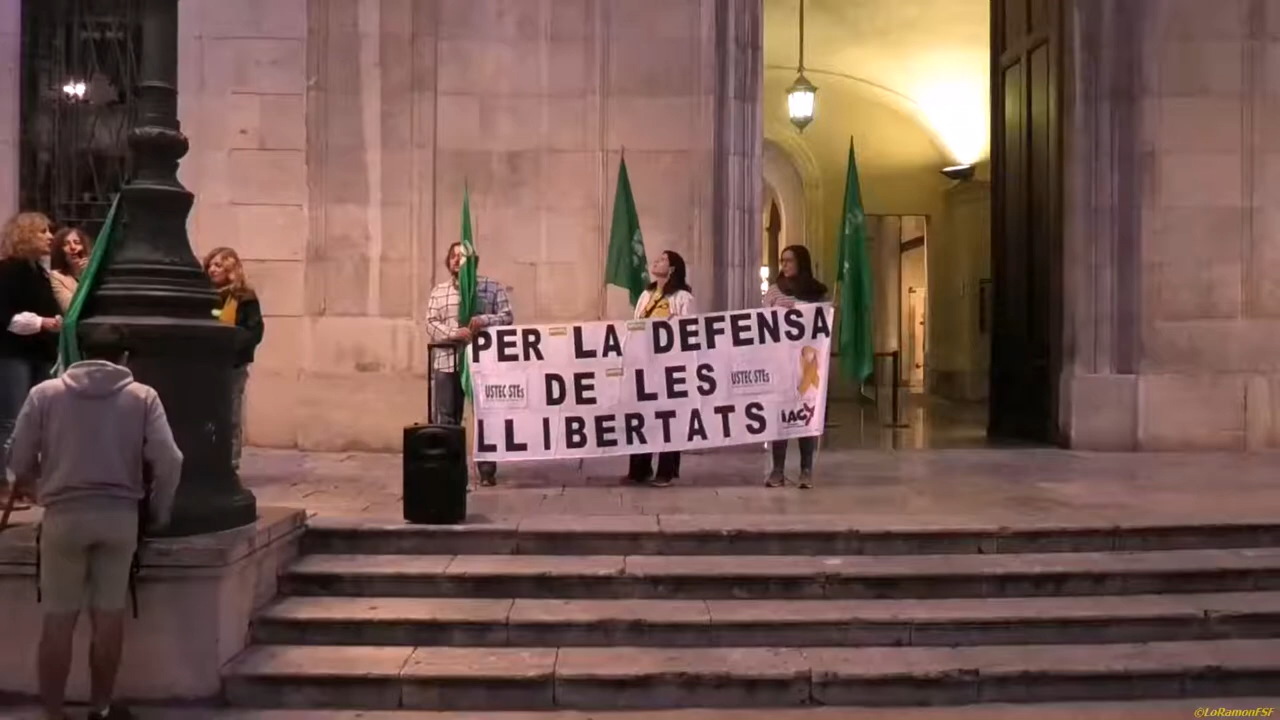 PER LA DEFENSA
DE LES
USTEC·STEs
USTEC·STEs
LLIBERTATS
IAC
©LoRamonFSF